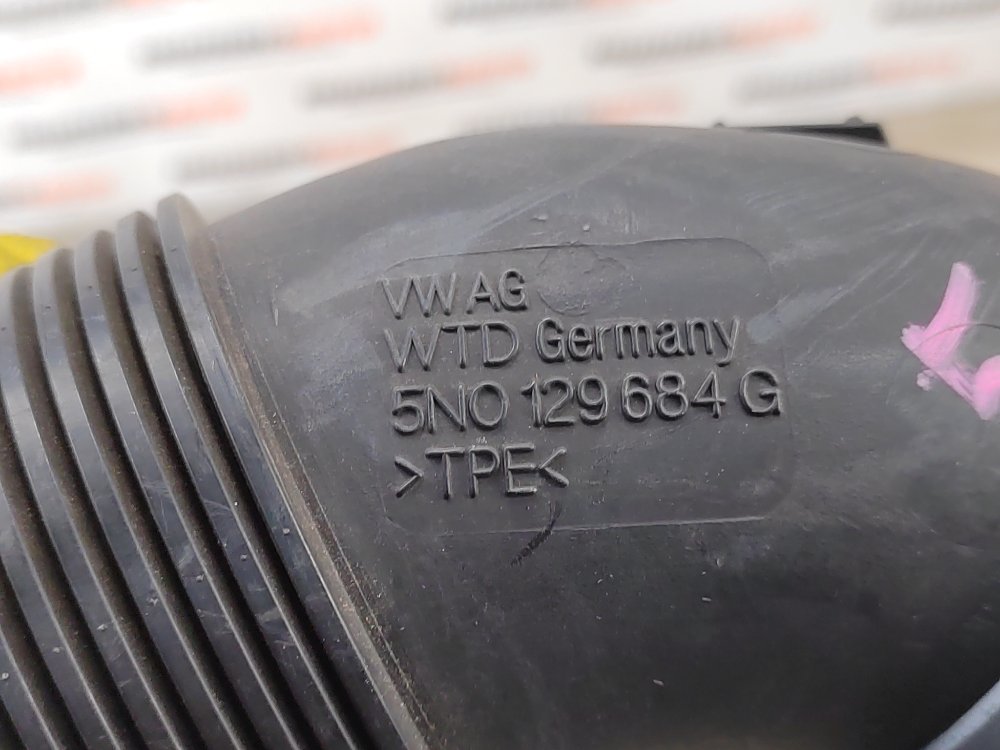 VW AG
WTD Germany
5N0 129 684 G
>TPE<